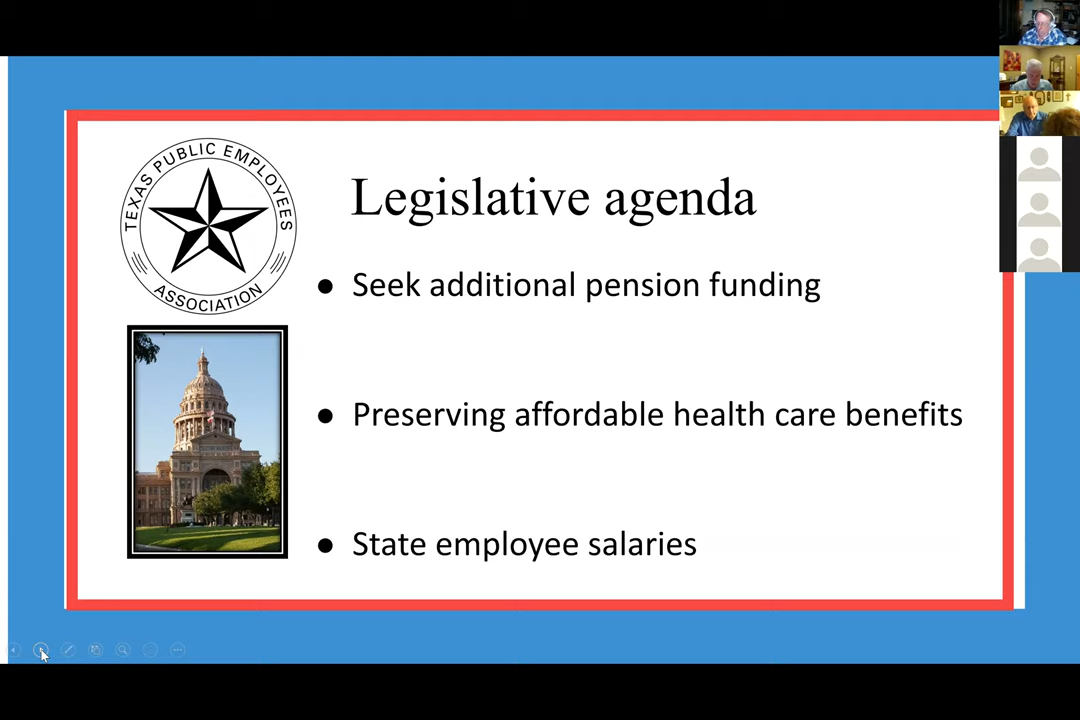 TEXAS PUBLIC EMPLOYEES
ASSOCIATION
Legislative agenda
● Seek additional pension funding
● Preserving affordable health care benefits
● State employee salaries